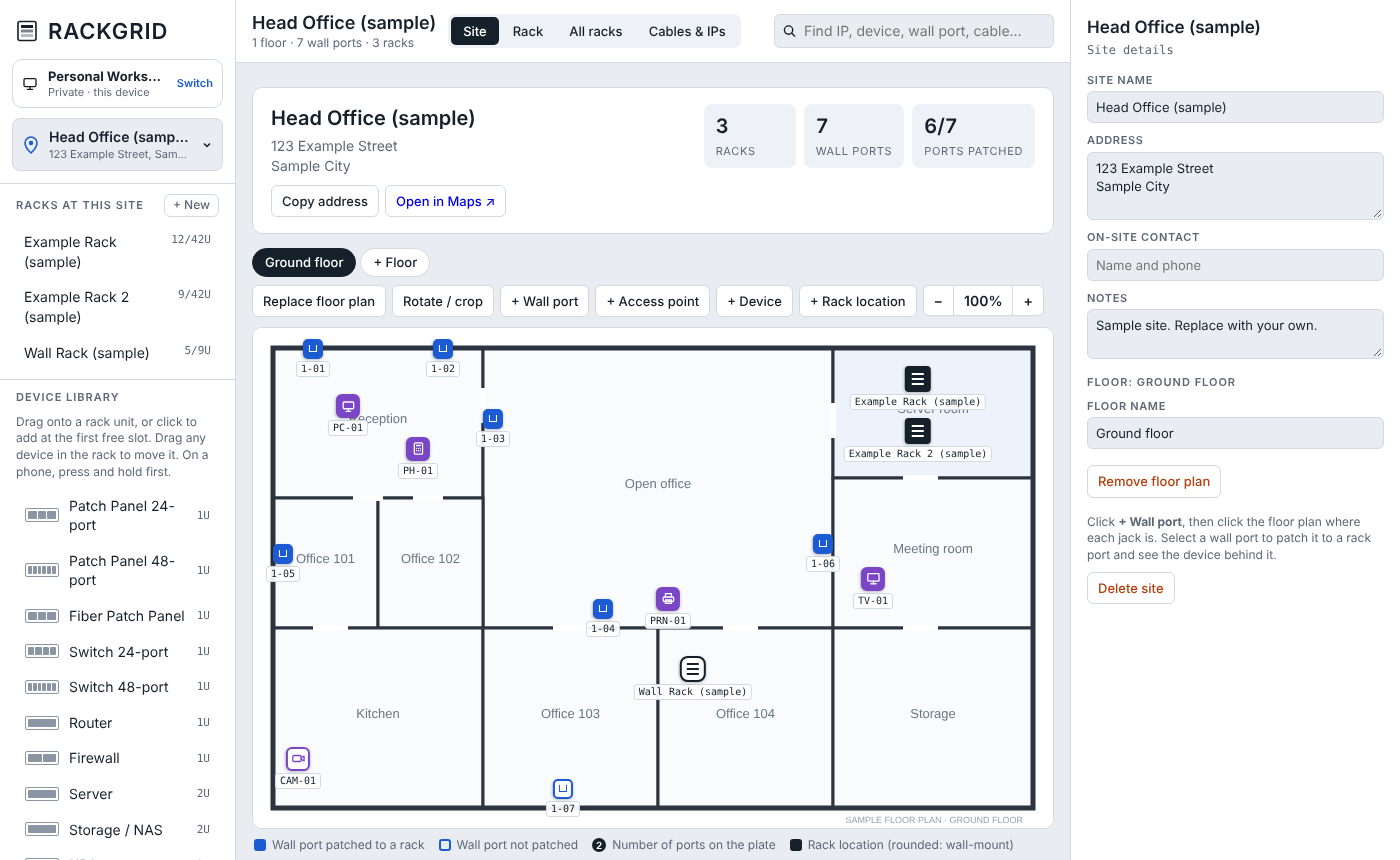 RACKGRID
Personal Works...
Private · this device
Switch
Head Office (samp...
123 Example Street, Sam...
RACKS AT THIS SITE
+ New
Example Rack
(sample)
12/42U
Example Rack 2
(sample)
9/42U
Wall Rack (sample)
5/9U
DEVICE LIBRARY
Drag onto a rack unit, or click to
add at the first free slot. Drag any
device in the rack to move it. On a
phone, press and hold first.
Patch Panel 24-
port
1U
Patch Panel 48-
port
1U
Fiber Patch Panel 1U
Switch 24-port 1U
Switch 48-port 1U
Router 1U
Firewall 1U
Server 2U
Storage / NAS 2U
Head Office (sample)
1 floor · 7 wall ports · 3 racks
Site Rack All racks Cables & IPs
Find IP, device, wall port, cable...
Head Office (sample)
123 Example Street
Sample City
Copy address Open in Maps ↗
3
RACKS
7
WALL PORTS
6/7
PORTS PATCHED
Ground floor + Floor
Replace floor plan Rotate / crop + Wall port + Access point + Device + Rack location − 100% +
1-01
1-02
PC-01
Reception
1-03
PH-01
Example Rack (sample)
Server room
Example Rack 2 (sample)
Open office
Office 101
1-05
Office 102
1-06
Meeting room
TV-01
1-04
PRN-01
Wall Rack (sample)
Kitchen
Office 103
Office 104
Storage
CAM-01
1-07
SAMPLE FLOOR PLAN · GROUND FLOOR
Wall port patched to a rack
Wall port not patched
2 Number of ports on the plate
Rack location (rounded: wall-mount)
Head Office (sample)
Site details
SITE NAME
Head Office (sample)
ADDRESS
123 Example Street
Sample City
ON-SITE CONTACT
Name and phone
NOTES
Sample site. Replace with your own.
FLOOR: GROUND FLOOR
FLOOR NAME
Ground floor
Remove floor plan
Click + Wall port, then click the floor plan where
each jack is. Select a wall port to patch it to a rack
port and see the device behind it.
Delete site